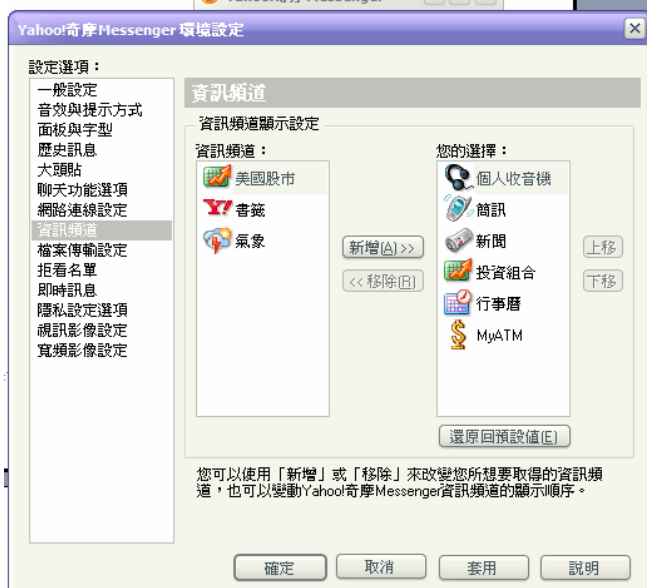 Yahoo!奇摩Messenger 環境設定
設定選項：
一般設定
音效與提示方式
面板與字型
歷史訊息
大頭貼
聊天功能選項
網路連線設定
資訊頻道
檔案傳輸設定
拒看名單
即時訊息
隱私設定選項
視訊影像設定
寬頻影像設定
資訊頻道
資訊頻道顯示設定
資訊頻道：
美國股市
書籤
氣象
新增(A)>>
<<移除(R)
您的選擇：
個人收音機
簡訊
新聞
投資組合
行事曆
MyATM
上移
下移
還原回預設值(E)
您可以使用「新增」或「移除」來改變您所想要取得的資訊頻
道，也可以變動Yahoo!奇摩Messenger資訊頻道的顯示順序。
確定
取消
套用
說明